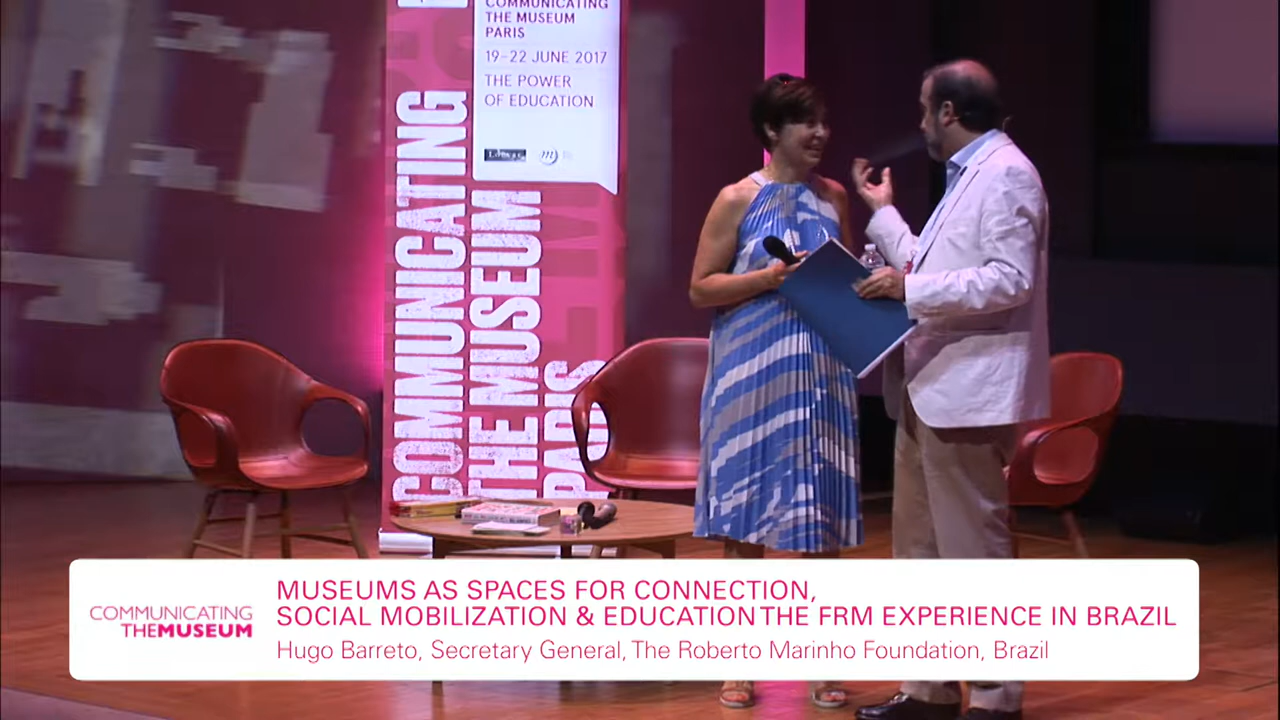 COMMUNICATING
THE MUSEUM
PARIS
19–22 JUNE 2017
THE POWER
OF EDUCATION
COMMUNICATING
THE MUSEUM
PARIS
COMMUNICATING
THEMUSEUM
MUSEUMS AS SPACES FOR CONNECTION,
SOCIAL MOBILIZATION & EDUCATION THE FRM EXPERIENCE IN BRAZIL
Hugo Barreto, Secretary General, The Roberto Marinho Foundation, Brazil